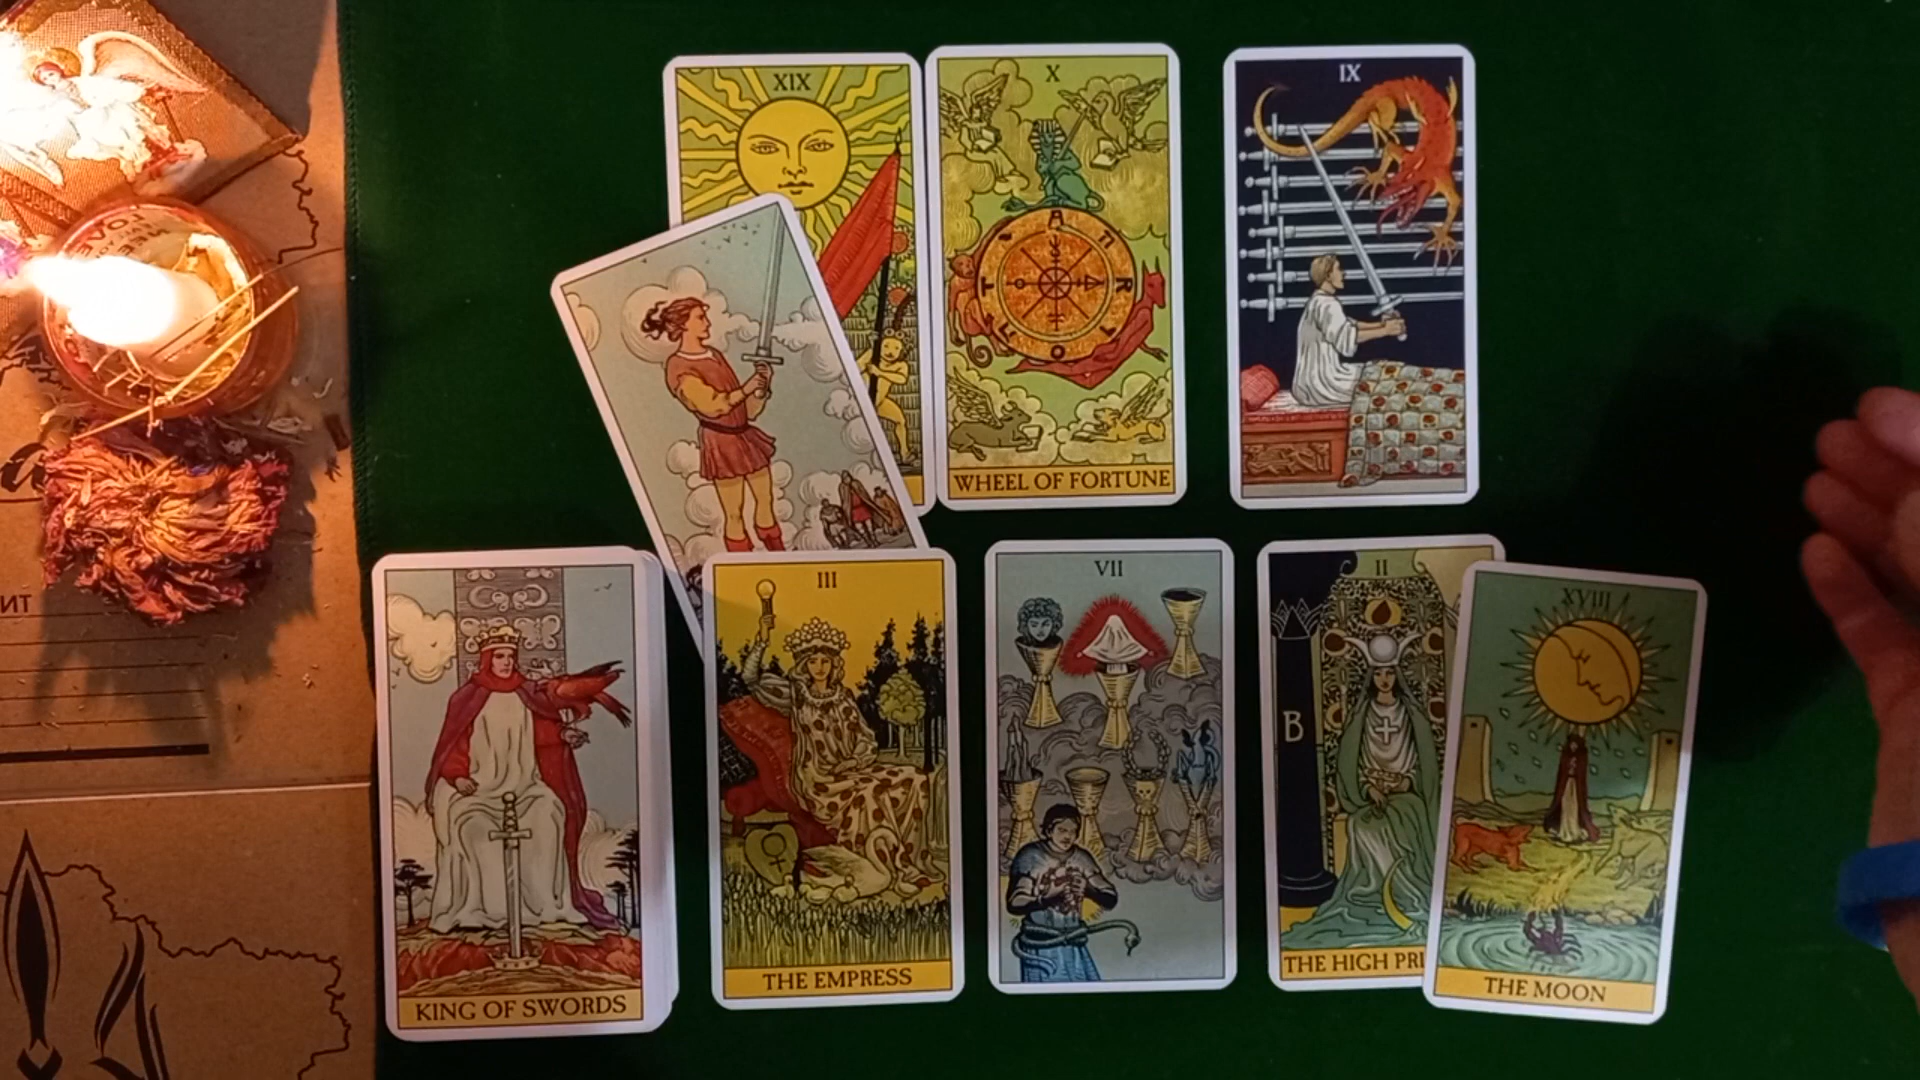 XIX
X
WHEEL OF FORTUNE
IX
KING OF SWORDS
III
THE EMPRESS
VII
II
B
THE HIGH PRI
XVIII
THE MOON
LOVE
ИТ